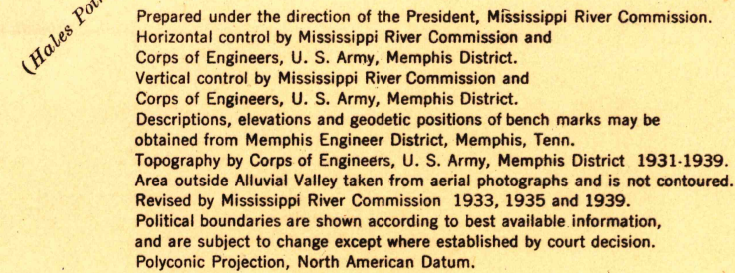 (Hales
Prepared under the direction of the President, Mississippi River Commission.
Horizontal control by Mississippi River Commission and
Corps of Engineers, U. S. Army, Memphis District.
Vertical control by Mississippi River Commission and
Corps of Engineers, U. S. Army, Memphis District.
Descriptions, elevations and geodetic positions of bench marks may be
obtained from Memphis Engineer District, Memphis, Tenn.
Topography by Corps of Engineers, U. S. Army, Memphis District 1931-1939.
Area outside Alluvial Valley taken from aerial photographs and is not contoured.
Revised by Mississippi River Commission 1933, 1935 and 1939.
Political boundaries are shown according to best available information,
and are subject to change except where established by court decision.
Polyconic Projection, North American Datum.